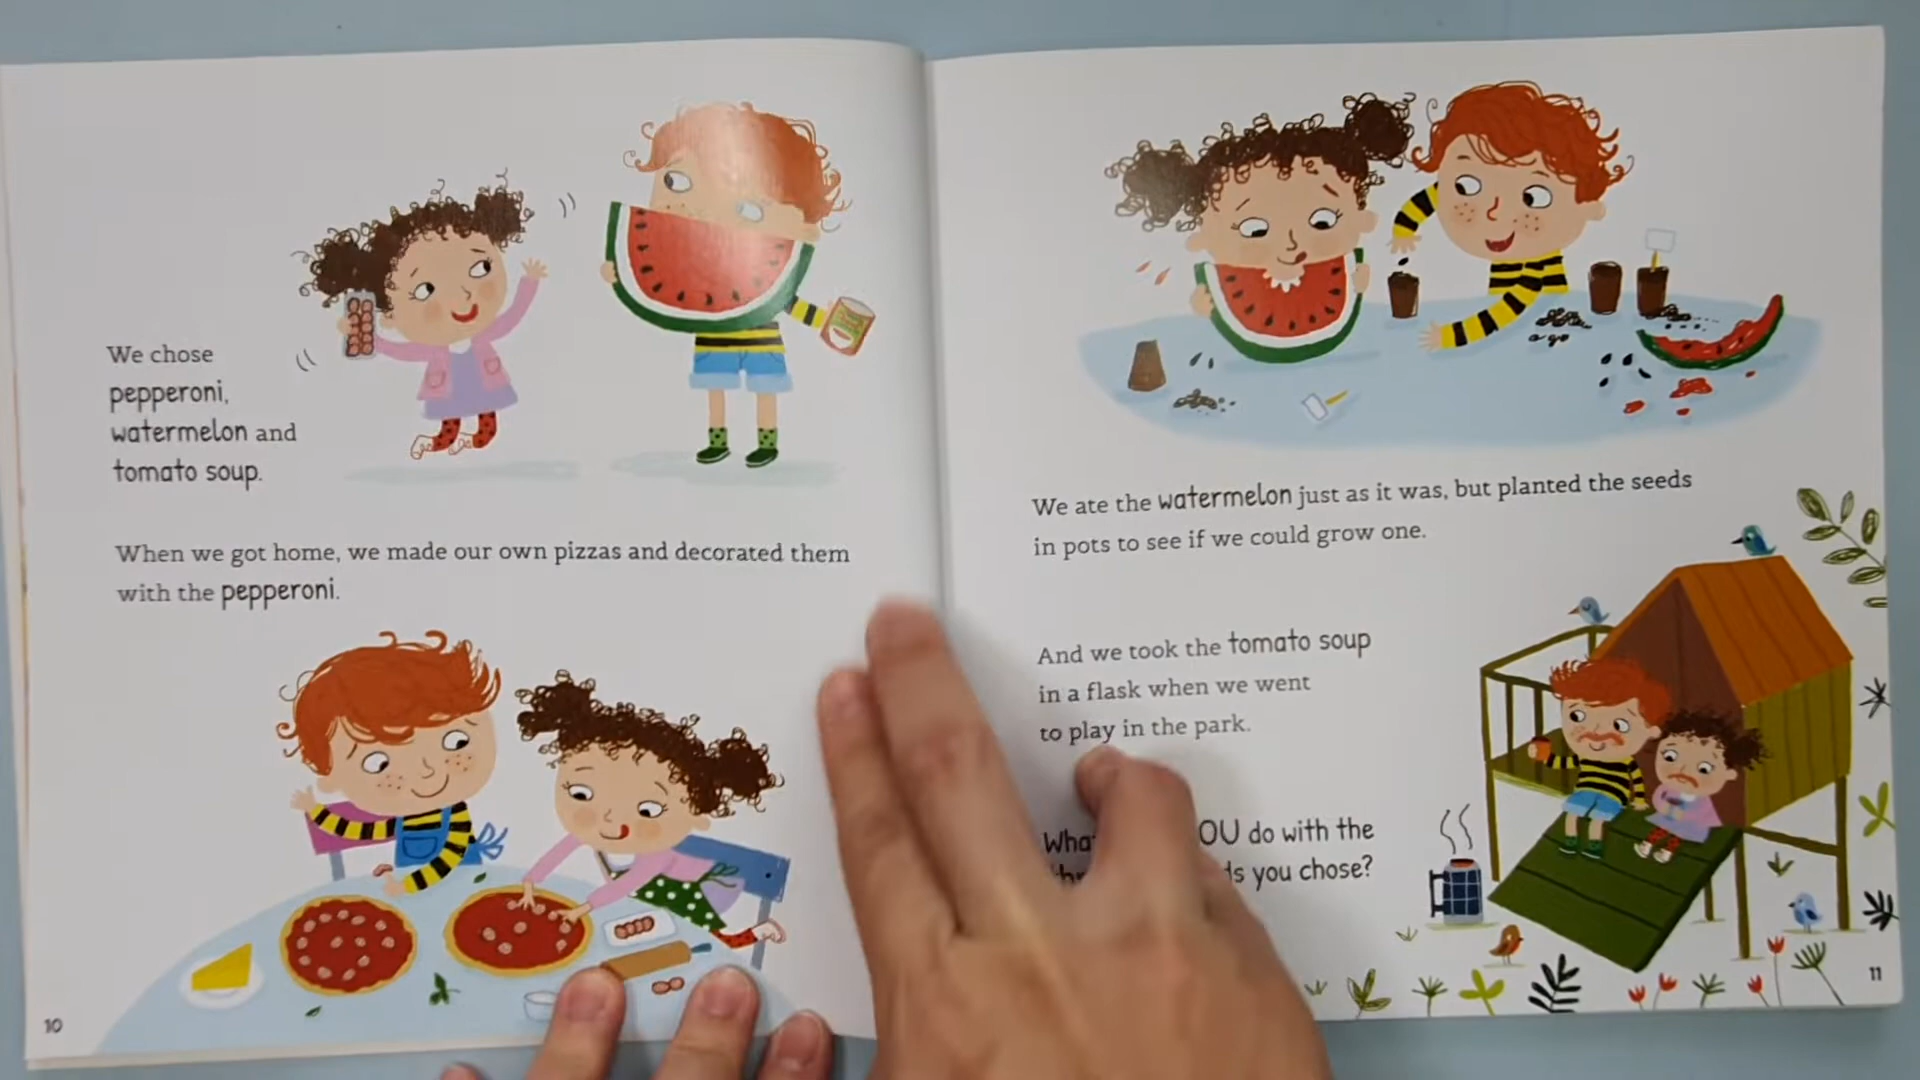 We chose
pepperoni,
watermelon and
tomato soup.
When we got home, we made our own pizzas and decorated them
with the pepperoni.
10
We ate the watermelon just as it was, but planted the seeds
in pots to see if we could grow one.
And we took the tomato soup
in a flask when we went
to play in the park.
YOU do with the
you chose?
11